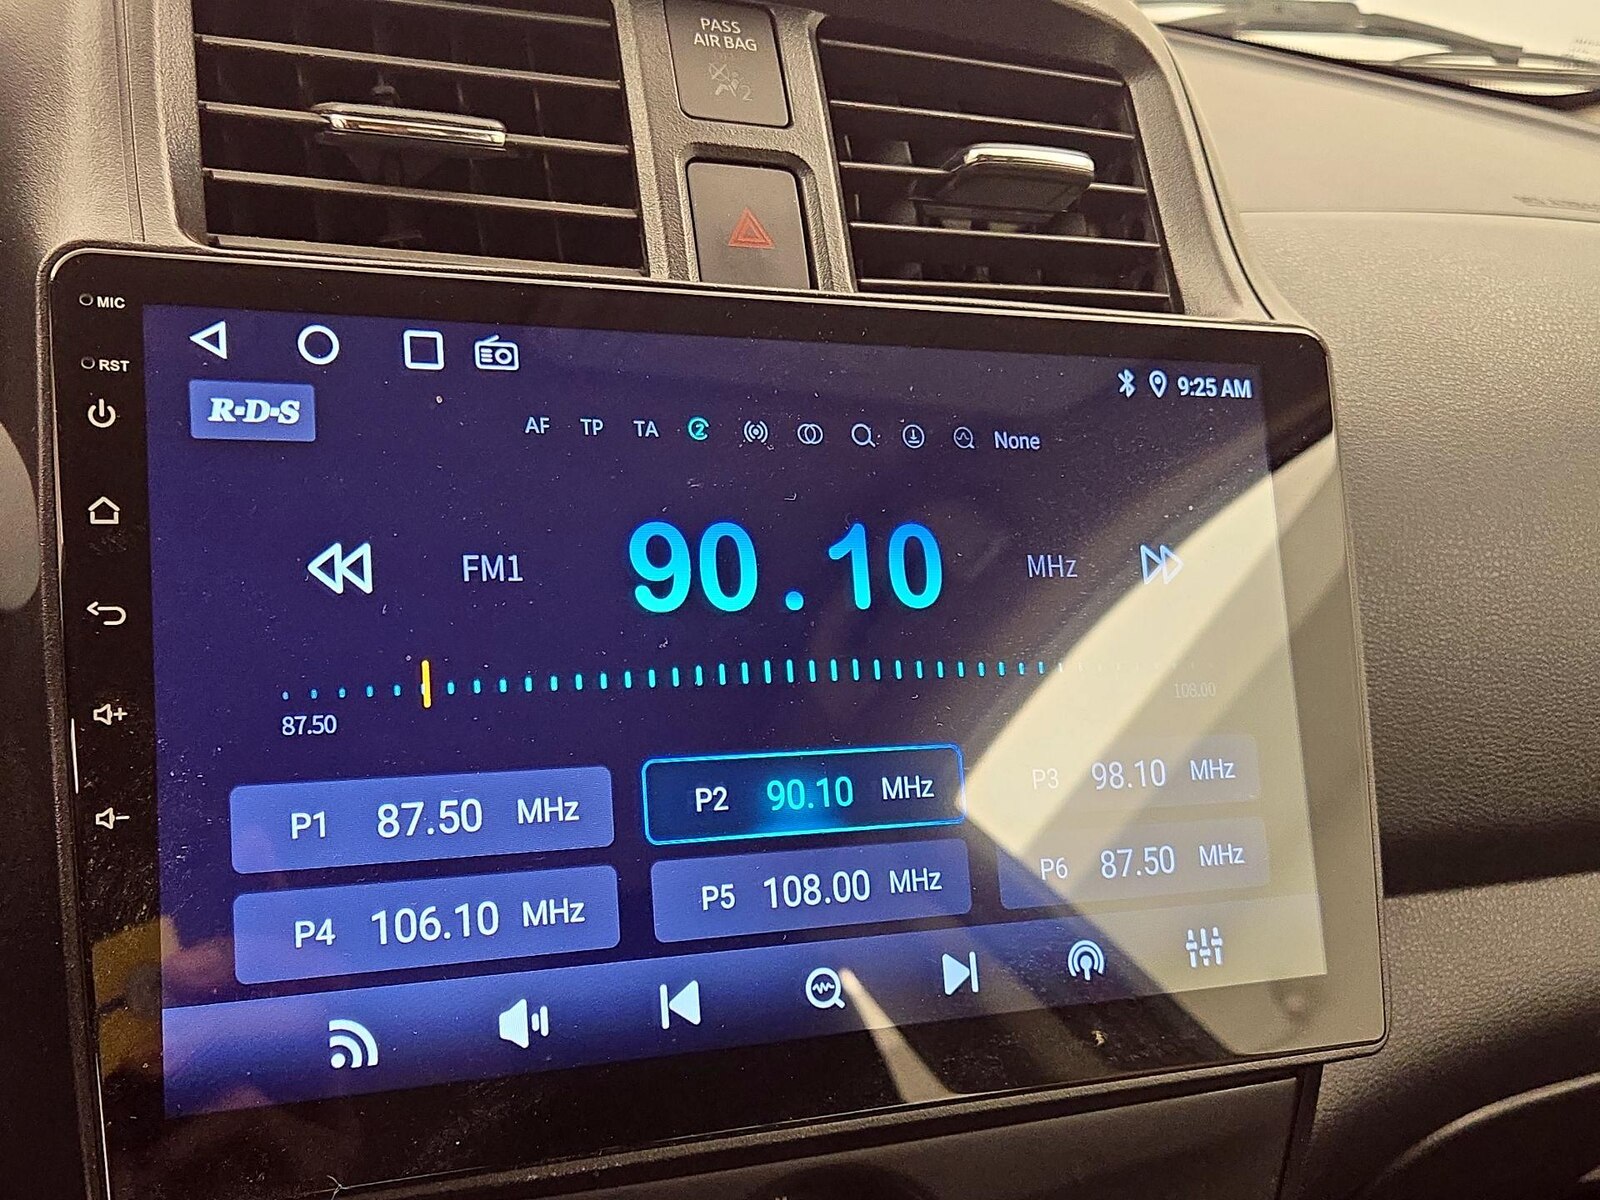 PASS
AIR BAG
2
MIC
RST
R·D·S
9:25 AM
AF TP TA 2 None
FM1 90.10 MHz
87.50 108.00
P1 87.50 MHz
P2 90.10 MHz
P3 98.10 MHz
P4 106.10 MHz
P5 108.00 MHz
P6 87.50 MHz